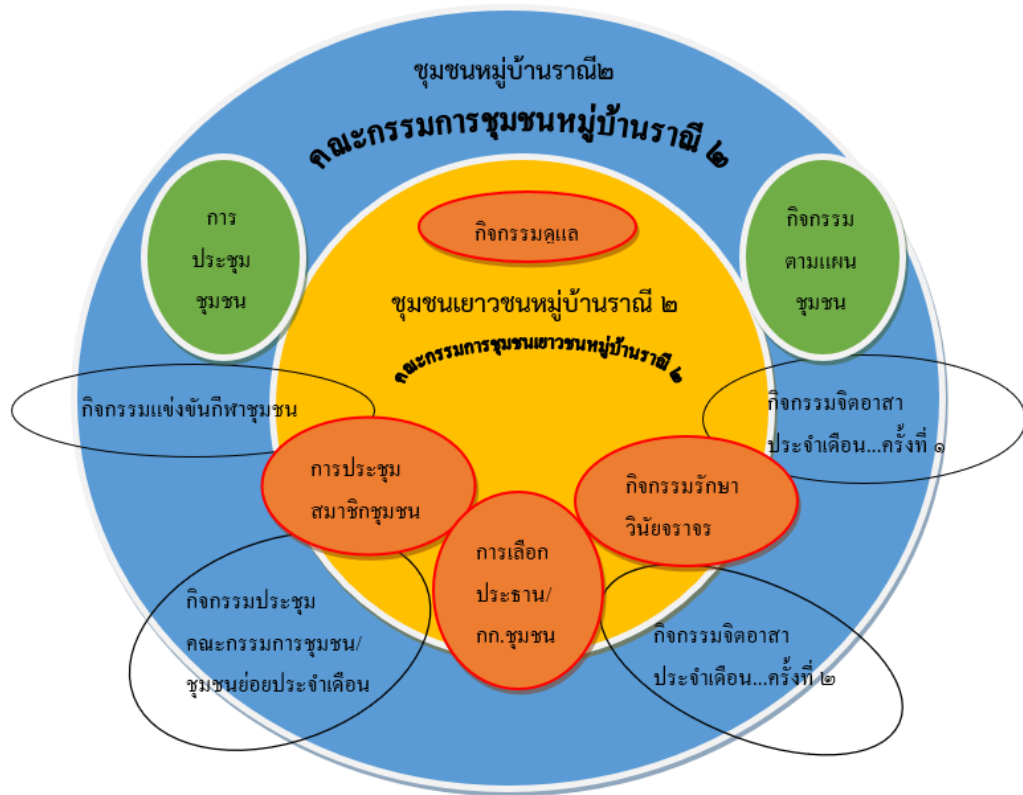 ชุมชนหมู่บ้านราณี๒
คณะกรรมการชุมชนหมู่บ้านราณี ๒
การ
ประชุม
ชุมชน
กิจกรรมดูแล
กิจกรรม
ตามแผน
ชุมชน
ชุมชนเยาวชนหมู่บ้านราณี ๒
คณะกรรมการชุมชนเยาวชนหมู่บ้านราณี ๒
กิจกรรมแข่งขันกีฬาชุมชน
กิจกรรมจิตอาสา
ประจำเดือน...ครั้งที่ ๑
การประชุม
สมาชิกชุมชน
กิจกรรมรักษา
วินัยจราจร
การเลือก
ประธาน/
กก.ชุมชน
กิจกรรมประชุม
คณะกรรมการชุมชน/
ชุมชนย่อยประจำเดือน
กิจกรรมจิตอาสา
ประจำเดือน...ครั้งที่ ๒